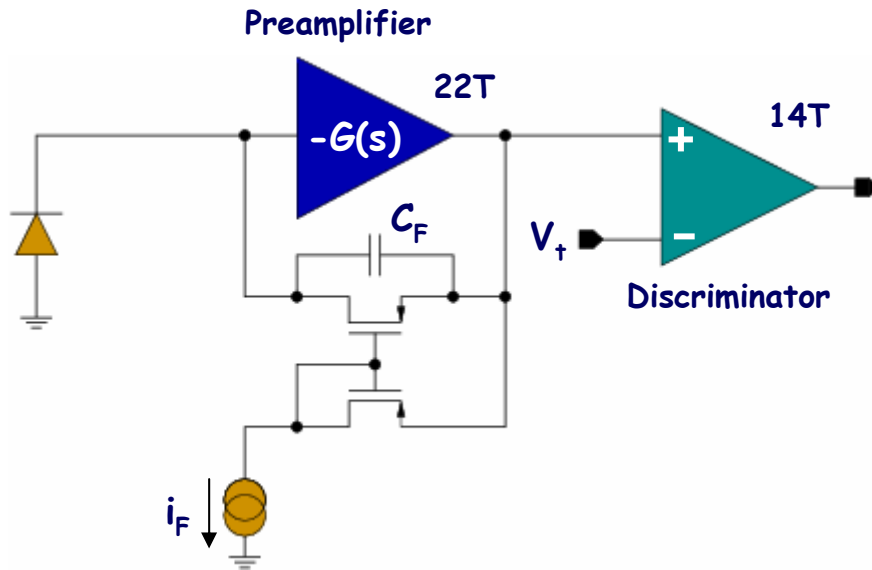 Preamplifier
22T
-G(s)
14T
+
C_F
V_t
-
Discriminator
i_F